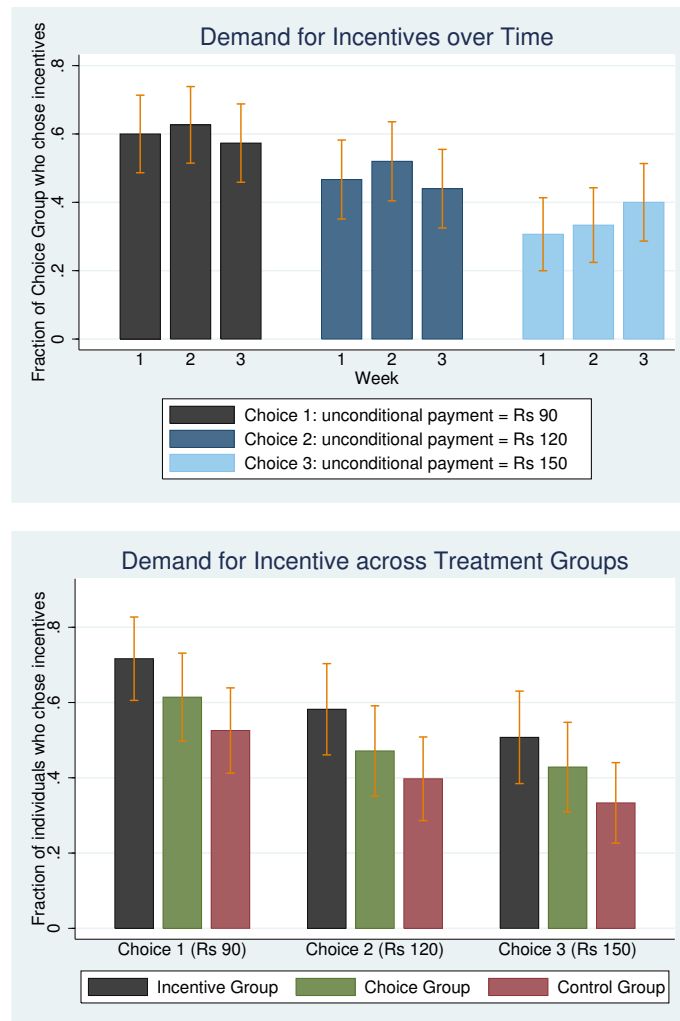 Demand for Incentives over Time
Fraction of Choice Group who chose incentives
.8
.6
.4
.2
0
1 2 3 1 2 3 1 2 3
Week
Choice 1: unconditional payment = Rs 90
Choice 2: unconditional payment = Rs 120
Choice 3: unconditional payment = Rs 150
Demand for Incentive across Treatment Groups
Fraction of individuals who chose incentives
.8
.6
.4
.2
0
Choice 1 (Rs 90) Choice 2 (Rs 120) Choice 3 (Rs 150)
Incentive Group Choice Group Control Group